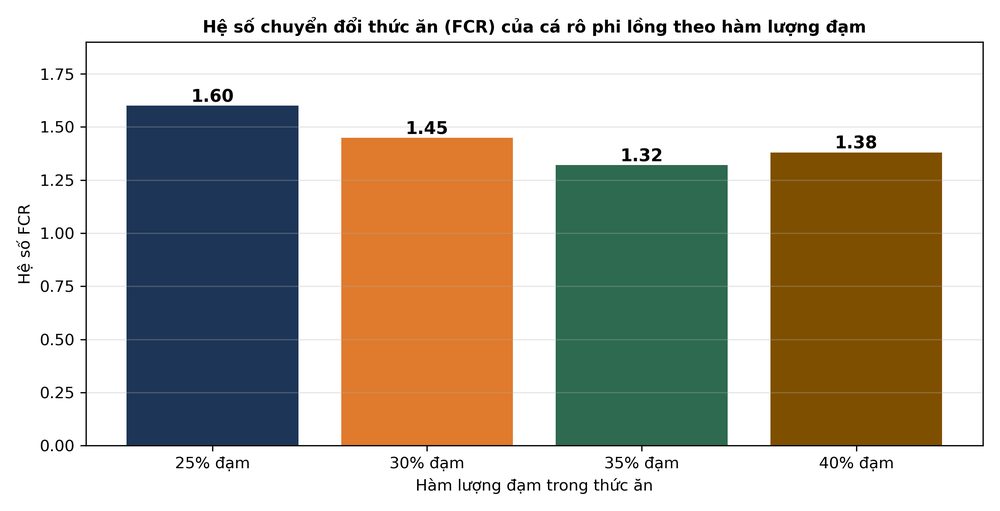 Hệ số chuyển đổi thức ăn (FCR) của cá rô phi lồng theo hàm lượng đạm
Hệ số FCR
1.75
1.50
1.25
1.00
0.75
0.50
0.25
0.00
1.60
1.45
1.32
1.38
25% đạm
30% đạm
35% đạm
40% đạm
Hàm lượng đạm trong thức ăn